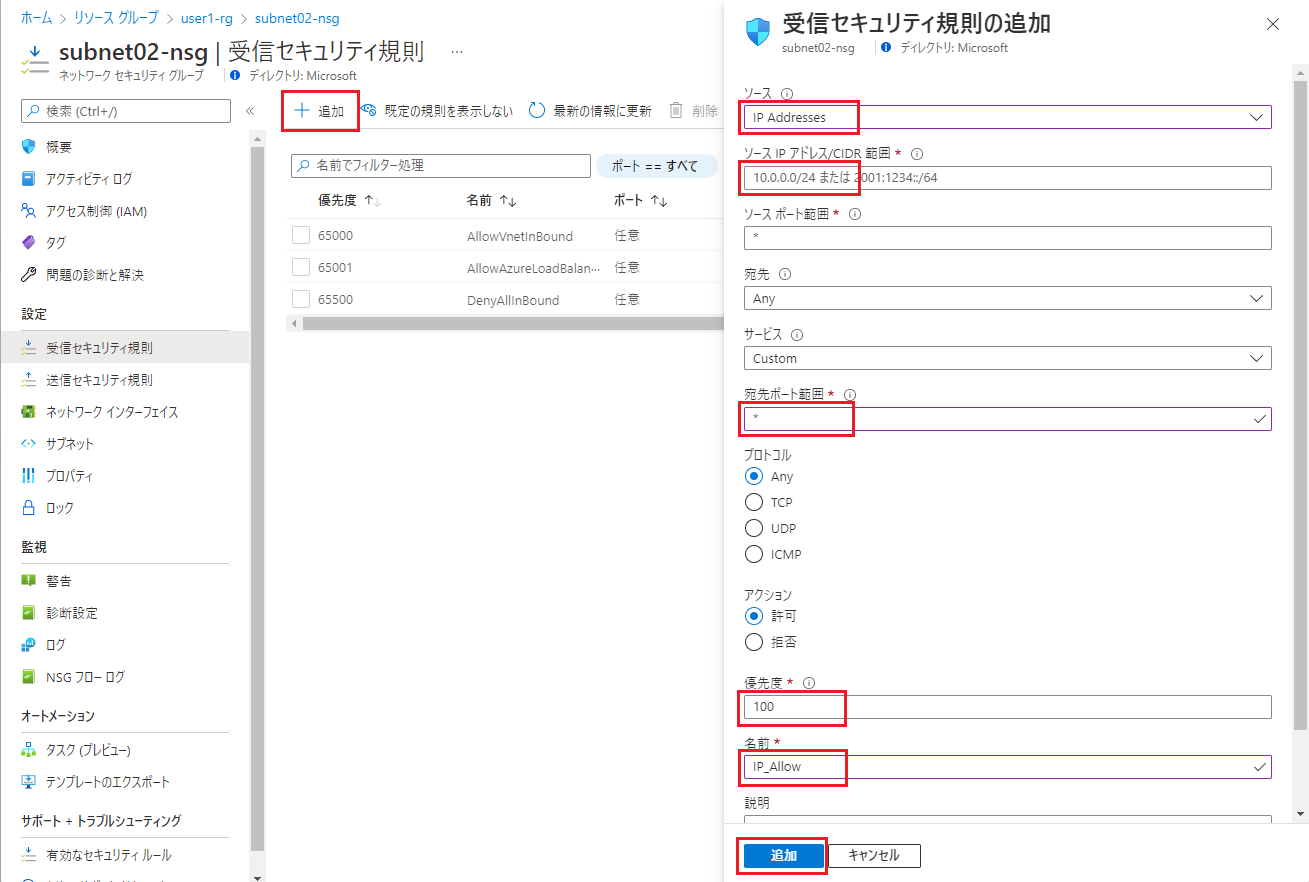 ホーム > リソース グループ > user1-rg > subnet02-nsg
subnet02-nsg | 受信セキュリティ規則 …
ネットワーク セキュリティ グループ ディレクトリ: Microsoft
検索 (Ctrl+/) «
概要
アクティビティ ログ
アクセス制御 (IAM)
タグ
問題の診断と解決
設定
受信セキュリティ規則
送信セキュリティ規則
ネットワーク インターフェイス
サブネット
プロパティ
ロック
監視
警告
診断設定
ログ
NSG フロー ログ
オートメーション
タスク (プレビュー)
テンプレートのエクスポート
サポート + トラブルシューティング
有効なセキュリティ ルール
+ 追加 既定の規則を表示しない 最新の情報に更新 削除
名前でフィルター処理 ポート == すべて
優先度 ↑↓ 名前 ↑↓ ポート ↑↓
65000 AllowVnetInBound 任意
65001 AllowAzureLoadBalan… 任意
65500 DenyAllInBound 任意
受信セキュリティ規則の追加
subnet02-nsg ディレクトリ: Microsoft
ソース
IP Addresses
ソース IP アドレス/CIDR 範囲 *
10.0.0.0/24 または 2001:1234::/64
ソース ポート範囲 *
*
宛先
Any
サービス
Custom
宛先ポート範囲 *
*
プロトコル
Any
TCP
UDP
ICMP
アクション
許可
拒否
優先度 *
100
名前 *
IP_Allow
説明
追加 キャンセル